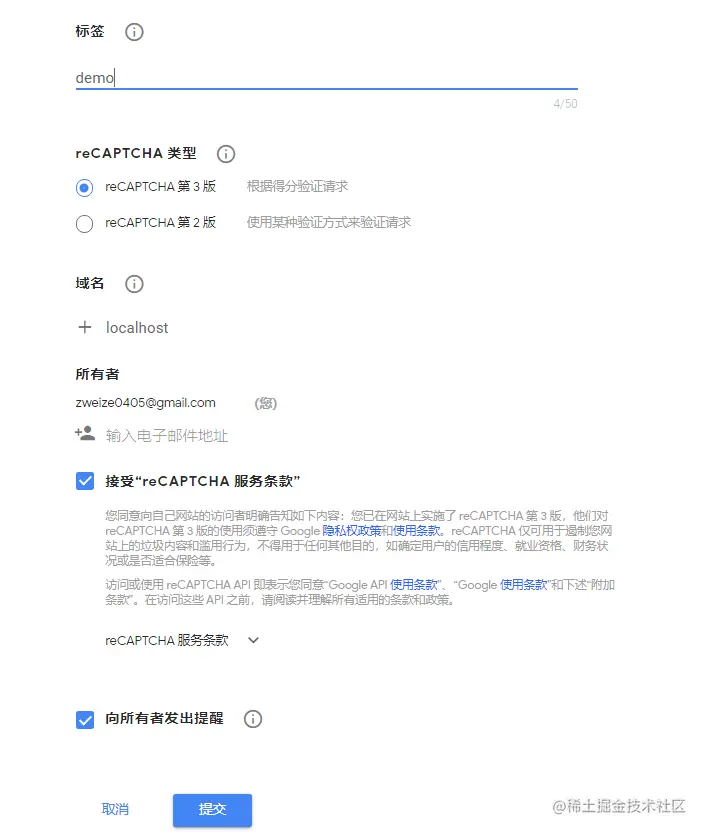 标签
demo
4/50
reCAPTCHA 类型
reCAPTCHA 第 3 版 根据得分验证请求
reCAPTCHA 第 2 版 使用某种验证方式来验证请求
域名
localhost
所有者
zweize0405@gmail.com (您)
输入电子邮件地址
接受“reCAPTCHA 服务条款”
您同意向自己网站的访问者明确告知如下内容：您已在网站上实施了 reCAPTCHA 第 3 版，他们对
reCAPTCHA 第 3 版的使用须遵守 Google 隐私权政策和使用条款。reCAPTCHA 仅可用于遏制您网
站上的垃圾内容和滥用行为，不得用于任何其他目的，如确定用户的信用程度、就业资格、财务状
况或是否适合保险等。
访问或使用 reCAPTCHA API 即表示您同意“Google API 使用条款”、“Google 使用条款”和下述“附加
条款”。在访问这些 API 之前，请阅读并理解所有适用的条款和政策。
reCAPTCHA 服务条款
向所有者发出提醒
取消 提交
@稀土掘金技术社区